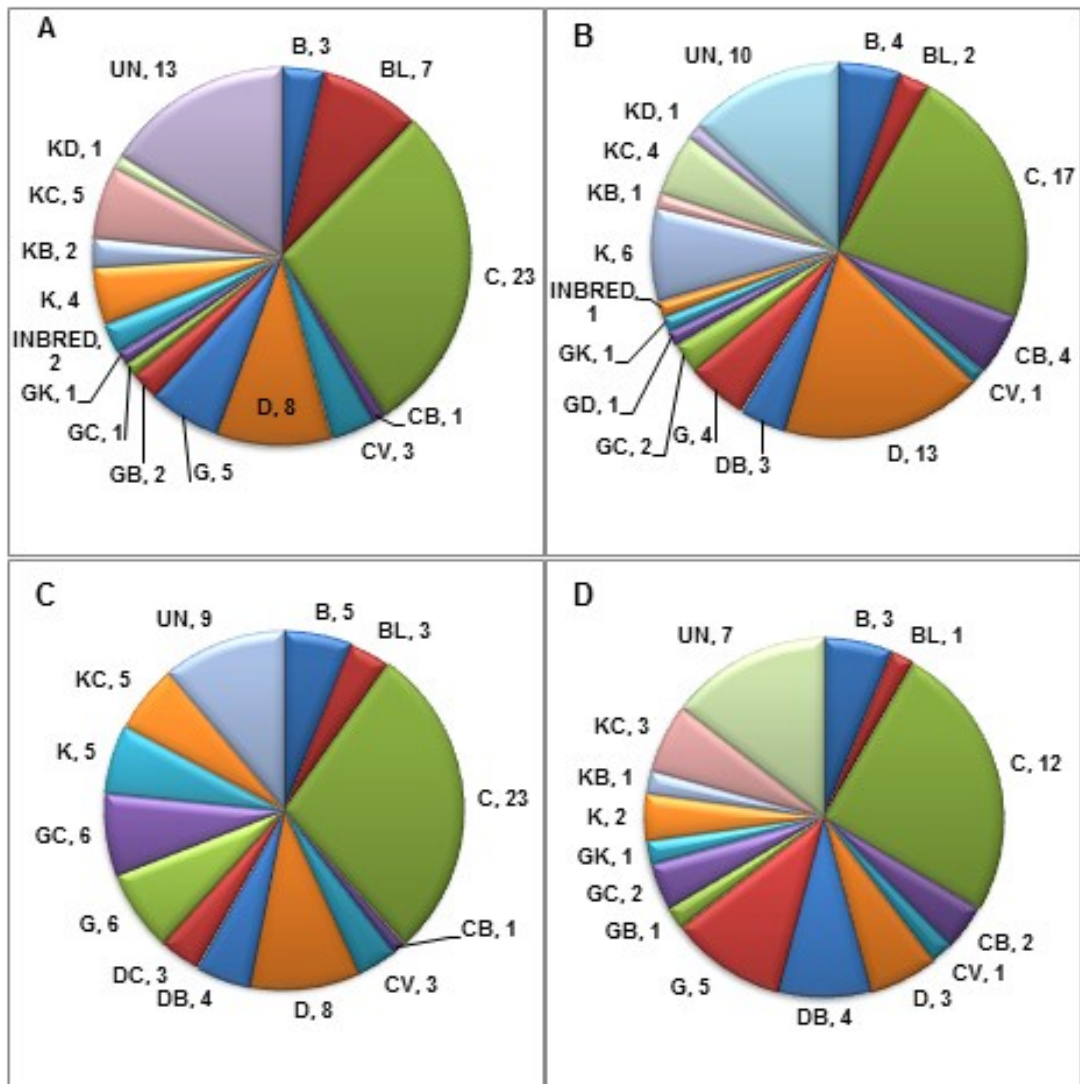 A
B, 3
BL, 7
C, 23
CB, 1
CV, 3
D, 8
G, 5
GB, 2
GC, 1
GK, 1
INBRED,
2
K, 4
KB, 2
KC, 5
KD, 1
UN, 13
B
B, 4
BL, 2
C, 17
CB, 4
CV, 1
D, 13
DB, 3
G, 4
GC, 2
GD, 1
GK, 1
INBRED,
1
K, 6
KB, 1
KC, 4
KD, 1
UN, 10
C
B, 5
BL, 3
C, 23
CB, 1
CV, 3
D, 8
DB, 4
DC, 3
G, 6
GC, 6
K, 5
KC, 5
UN, 9
D
B, 3
BL, 1
C, 12
CB, 2
CV, 1
D, 3
DB, 4
G, 5
GB, 1
GC, 2
GK, 1
K, 2
KB, 1
KC, 3
UN, 7